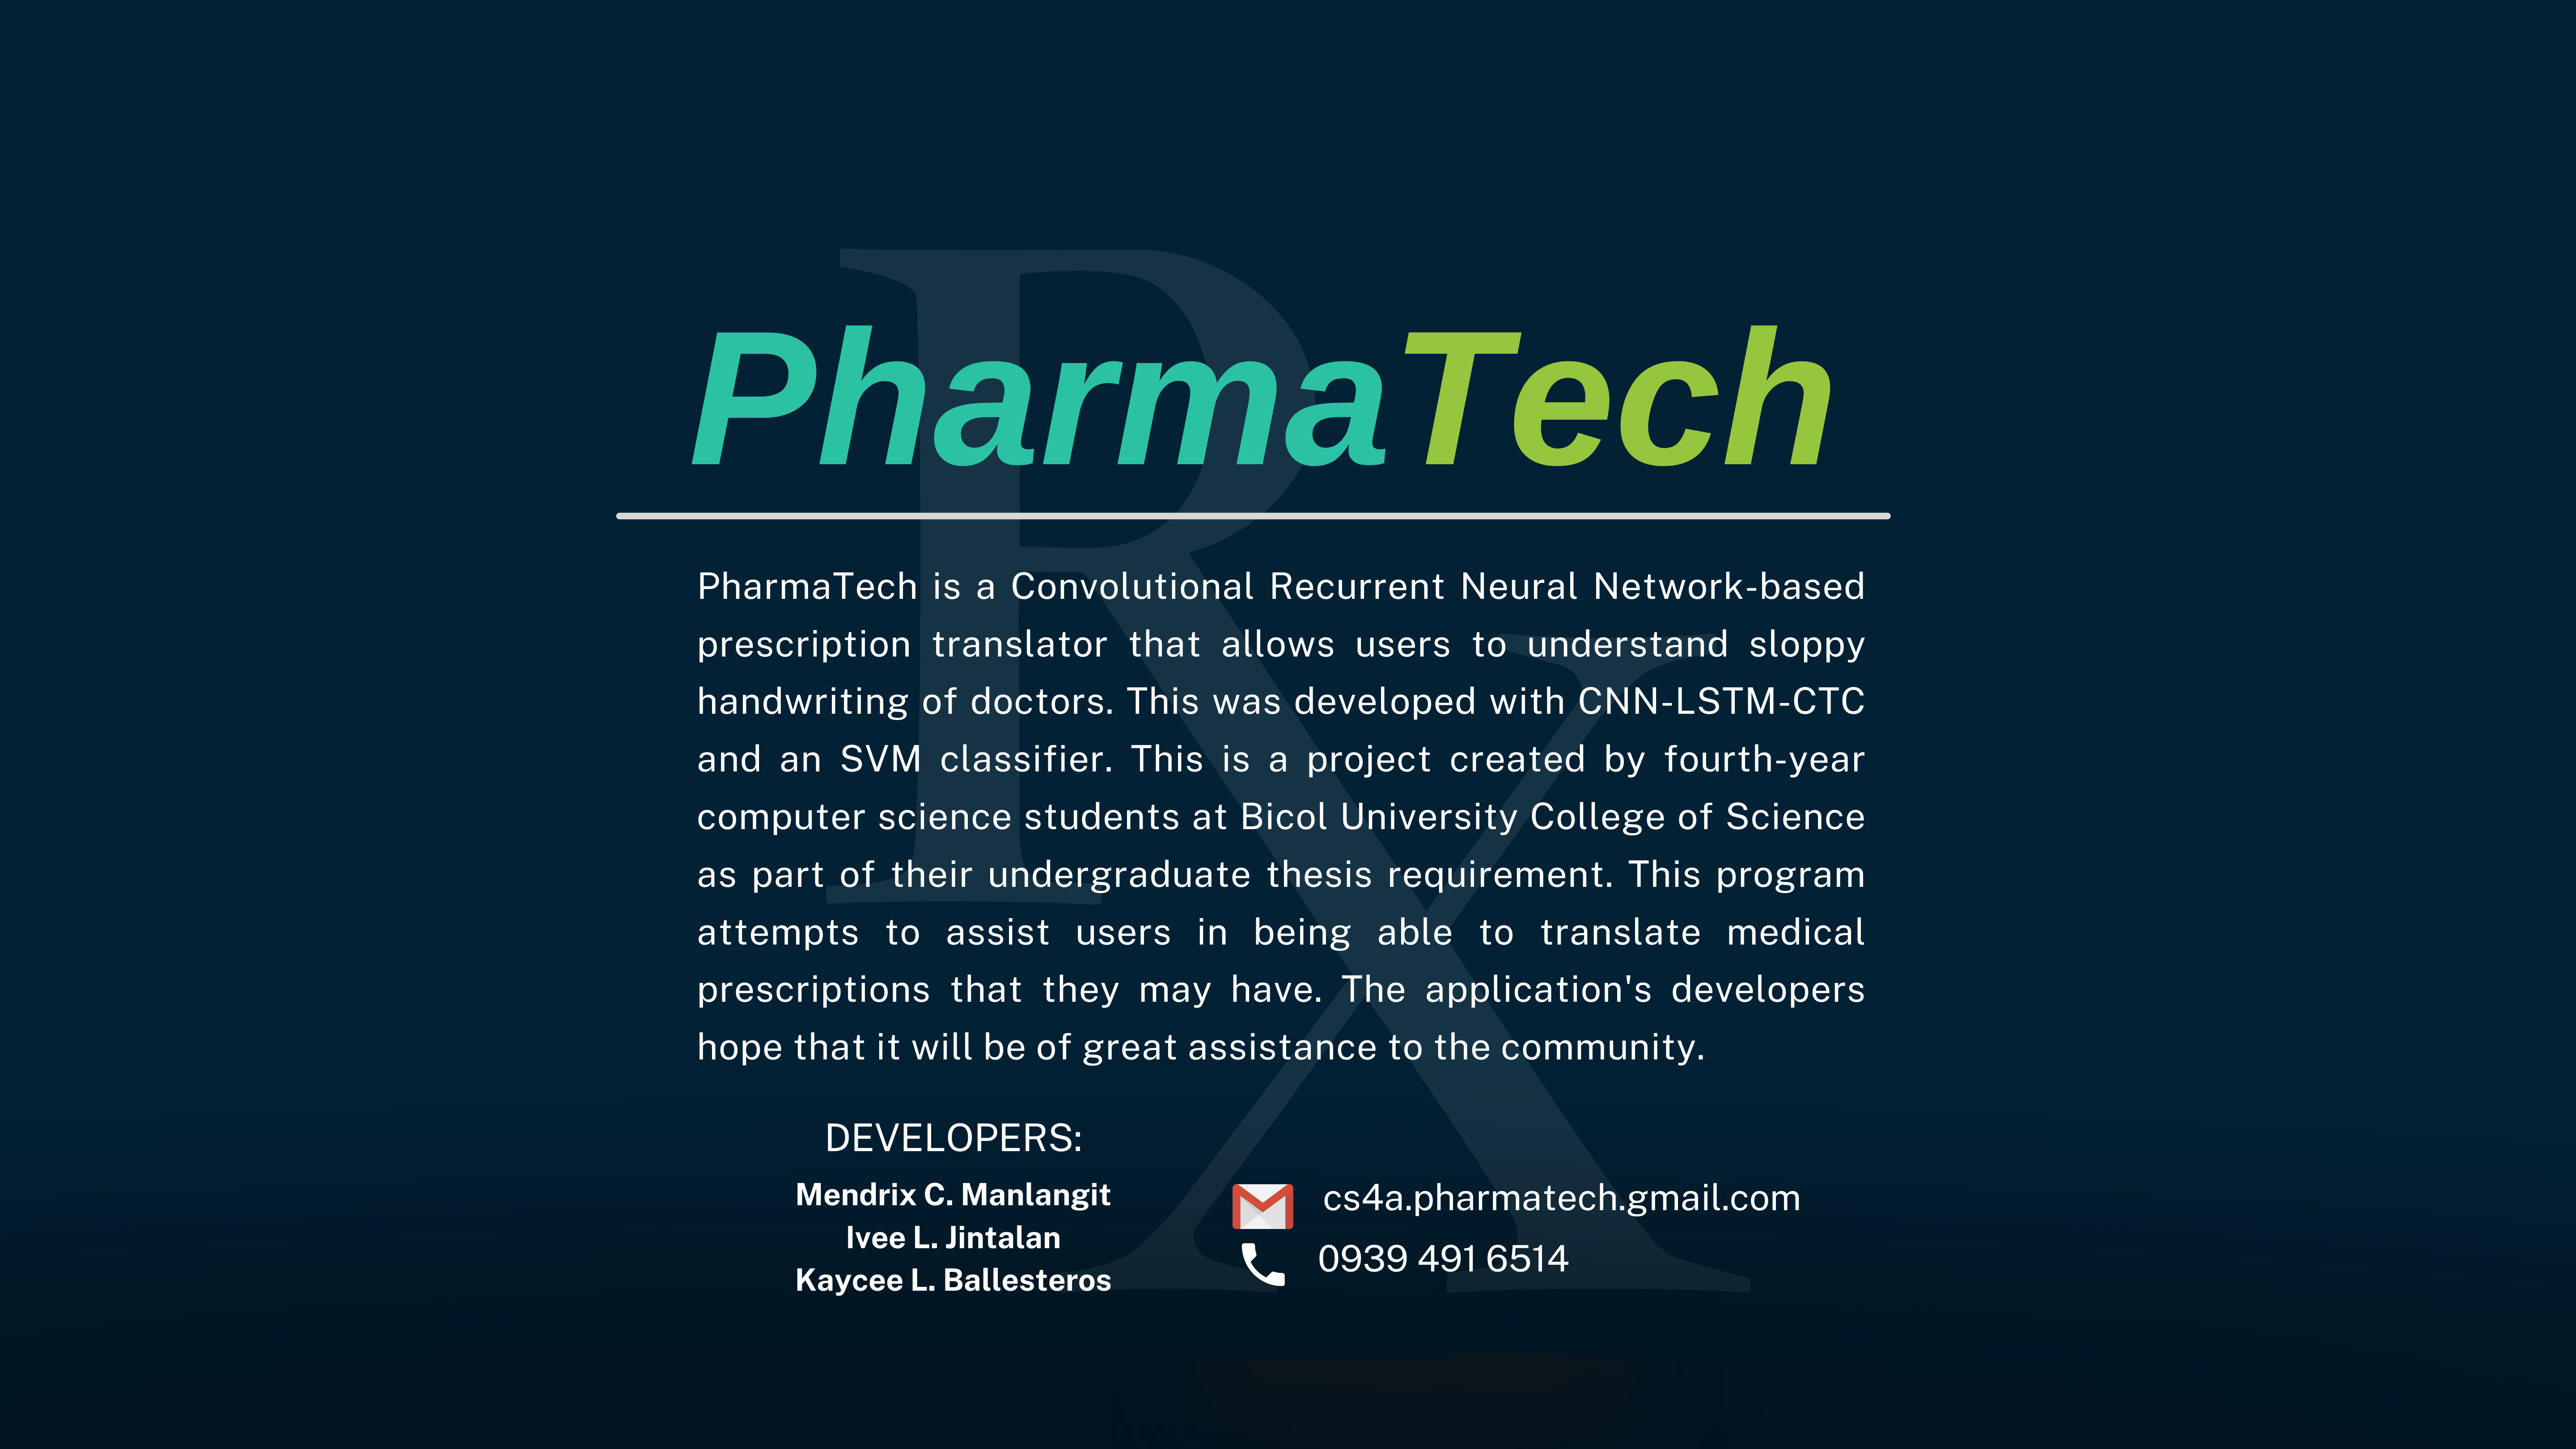 PharmaTech
PharmaTech is a Convolutional Recurrent Neural Network-based
prescription translator that allows users to understand sloppy
handwriting of doctors. This was developed with CNN-LSTM-CTC
and an SVM classifier. This is a project created by fourth-year
computer science students at Bicol University College of Science
as part of their undergraduate thesis requirement. This program
attempts to assist users in being able to translate medical
prescriptions that they may have. The application's developers
hope that it will be of great assistance to the community.
DEVELOPERS:
Mendrix C. Manlangit
Ivee L. Jintalan
Kaycee L. Ballesteros
cs4a.pharmatech.gmail.com
0939 491 6514